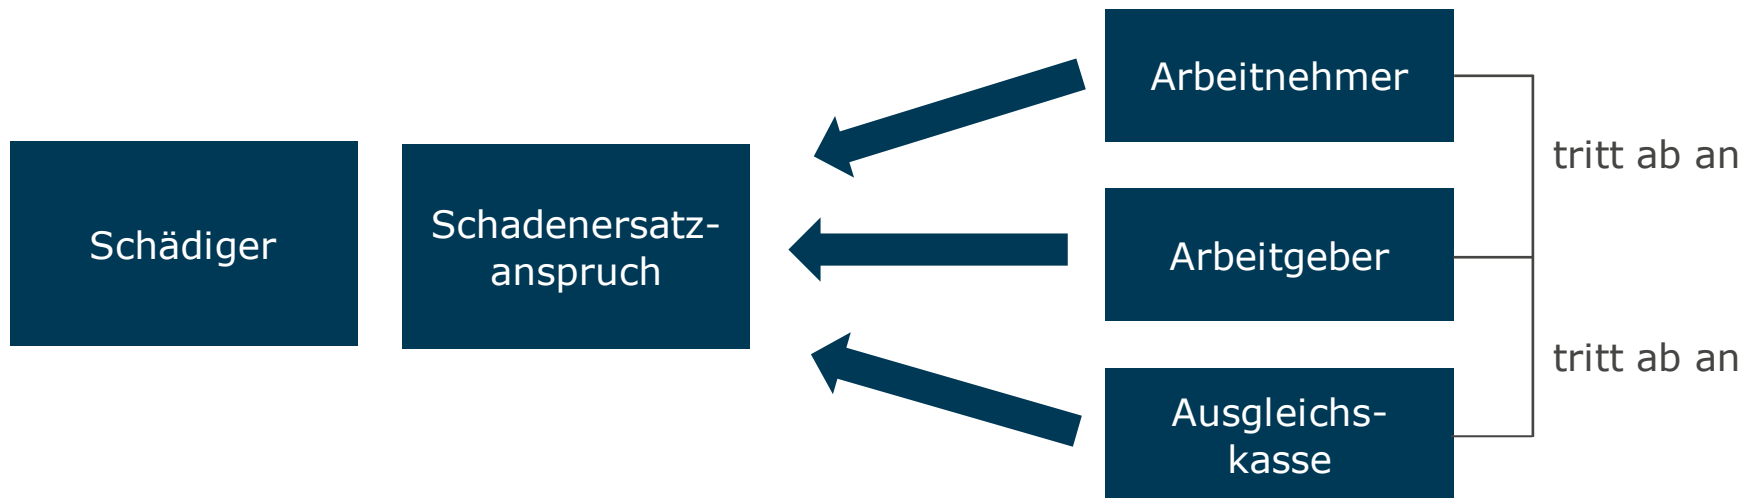 Schädiger
Schadenersatz-
anspruch
Arbeitnehmer
Arbeitgeber
Ausgleichs-
kasse
tritt ab an
tritt ab an